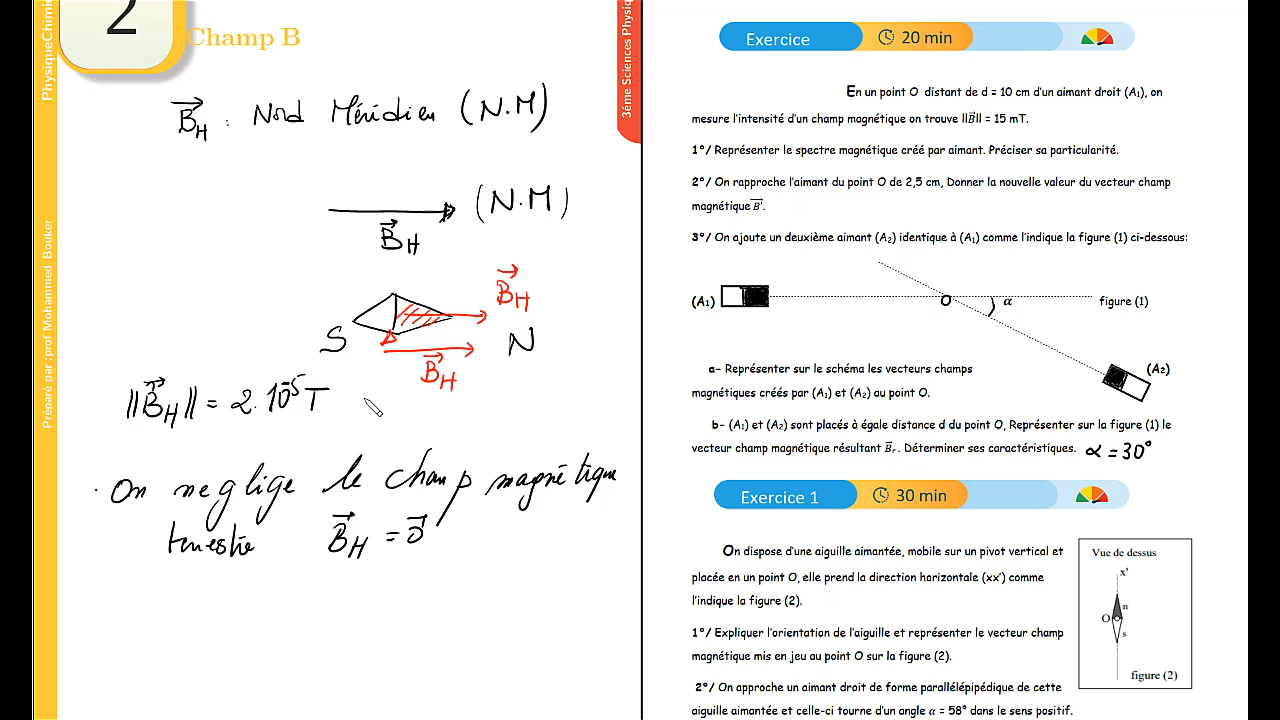 2
Champ B
PhysiqueChimie
Préparé par :prof Mohammed Bouker
3éme Sciences Physiq
B⃗H : Nord Méridien (N.M)
(N.M)
B⃗H
B⃗H
S
N
B⃗H
||B⃗H|| = 2.10⁻⁵ T
. On neglige le champ magnétique
terrestre B⃗H = 0⃗
Exercice
20 min
En un point O distant de d = 10 cm d'un aimant droit (A₁), on
mesure l'intensité d'un champ magnétique on trouve ||B⃗|| = 15 mT.
1°/ Représenter le spectre magnétique créé par aimant. Préciser sa particularité.
2°/ On rapproche l'aimant du point O de 2,5 cm, Donner la nouvelle valeur du vecteur champ
magnétique B⃗'.
3°/ On ajoute un deuxième aimant (A₂) identique à (A₁) comme l'indique la figure (1) ci-dessous:
(A₁)
O
α
figure (1)
(A₂)
a- Représenter sur le schéma les vecteurs champs
magnétiques créés par (A₁) et (A₂) au point O.
b- (A₁) et (A₂) sont placés à égale distance d du point O, Représenter sur la figure (1) le
vecteur champ magnétique résultant B⃗r. Déterminer ses caractéristiques. α = 30°
Exercice 1
30 min
On dispose d'une aiguille aimantée, mobile sur un pivot vertical et
placée en un point O, elle prend la direction horizontale (xx') comme
l'indique la figure (2).
1°/ Expliquer l'orientation de l'aiguille et représenter le vecteur champ
magnétique mis en jeu au point O sur la figure (2).
2°/ On approche un aimant droit de forme parallélépipédique de cette
aiguille aimantée et celle-ci tourne d'un angle α = 58° dans le sens positif.
Vue de dessus
x'
n
O
s
figure (2)